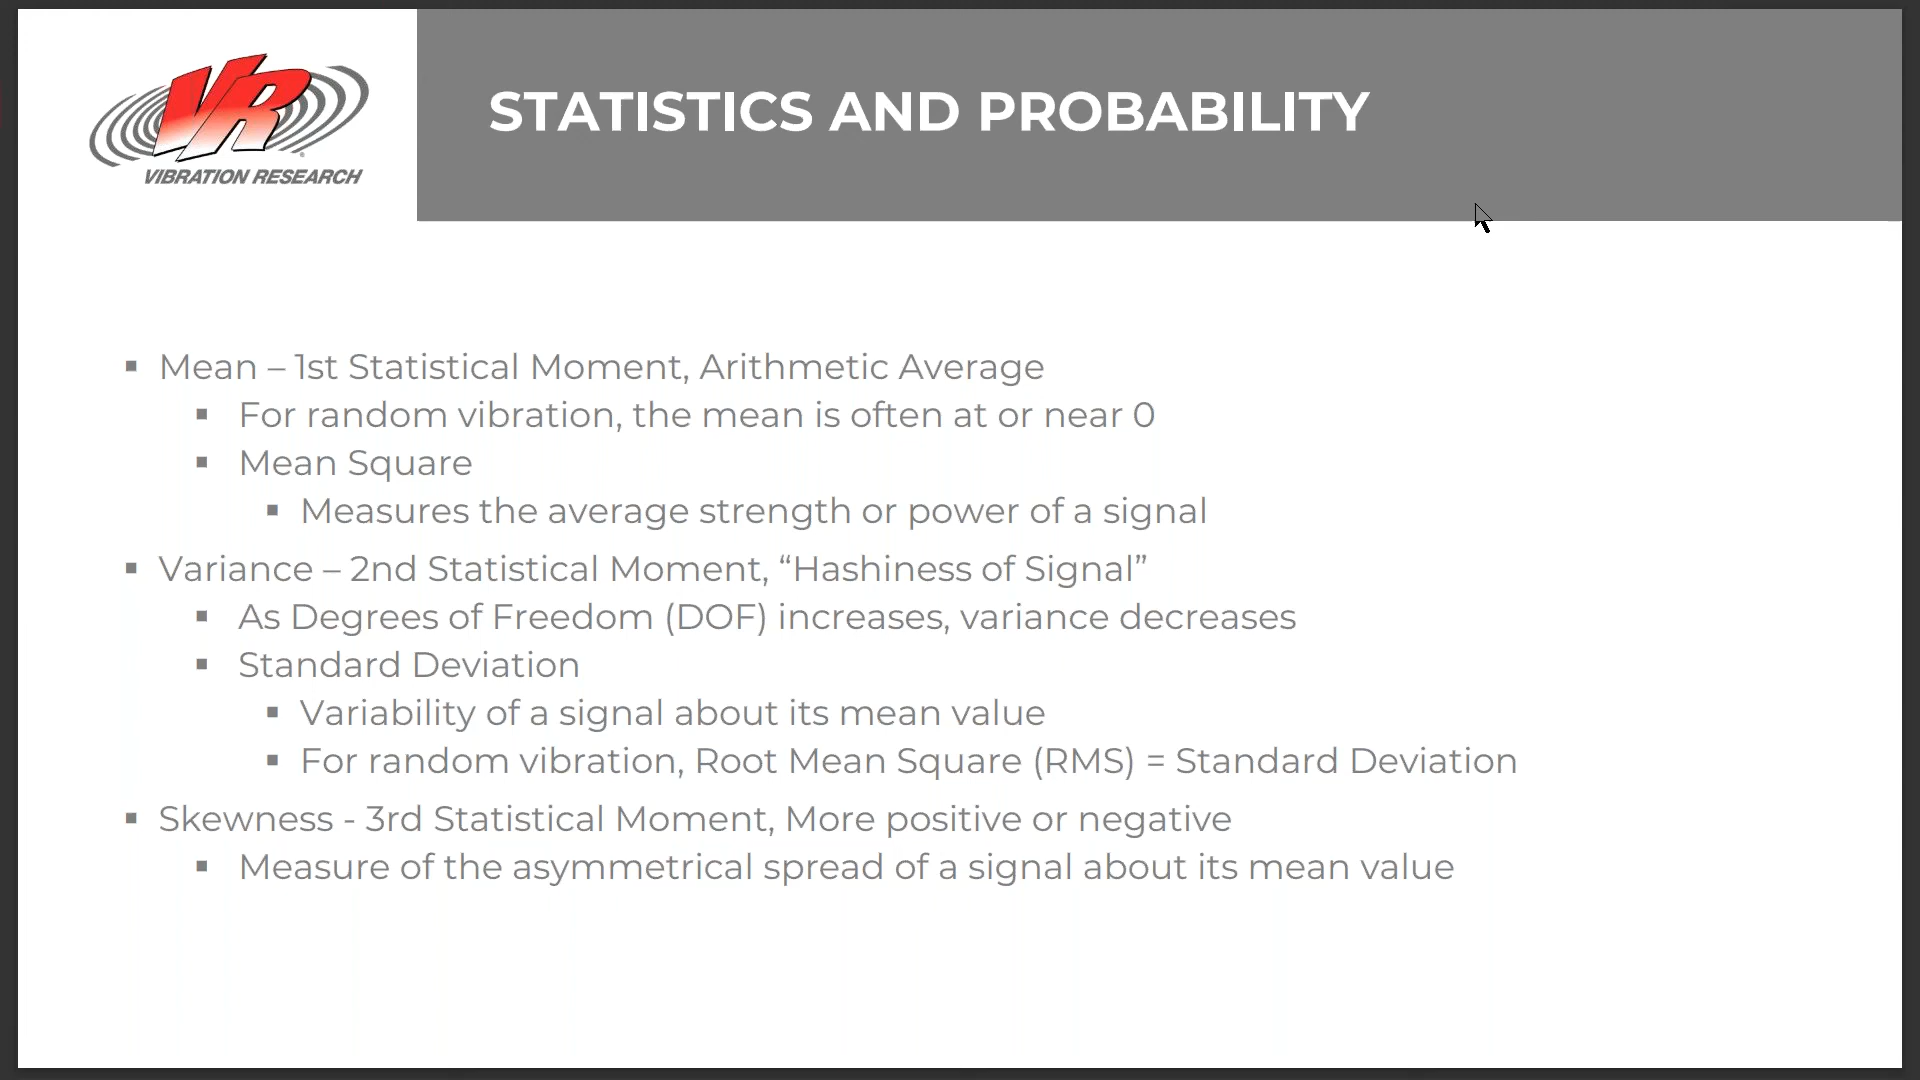 VR
VIBRATION RESEARCH
STATISTICS AND PROBABILITY
▪ Mean – 1st Statistical Moment, Arithmetic Average
▪ For random vibration, the mean is often at or near 0
▪ Mean Square
▪ Measures the average strength or power of a signal
▪ Variance – 2nd Statistical Moment, “Hashiness of Signal”
▪ As Degrees of Freedom (DOF) increases, variance decreases
▪ Standard Deviation
▪ Variability of a signal about its mean value
▪ For random vibration, Root Mean Square (RMS) = Standard Deviation
▪ Skewness - 3rd Statistical Moment, More positive or negative
▪ Measure of the asymmetrical spread of a signal about its mean value